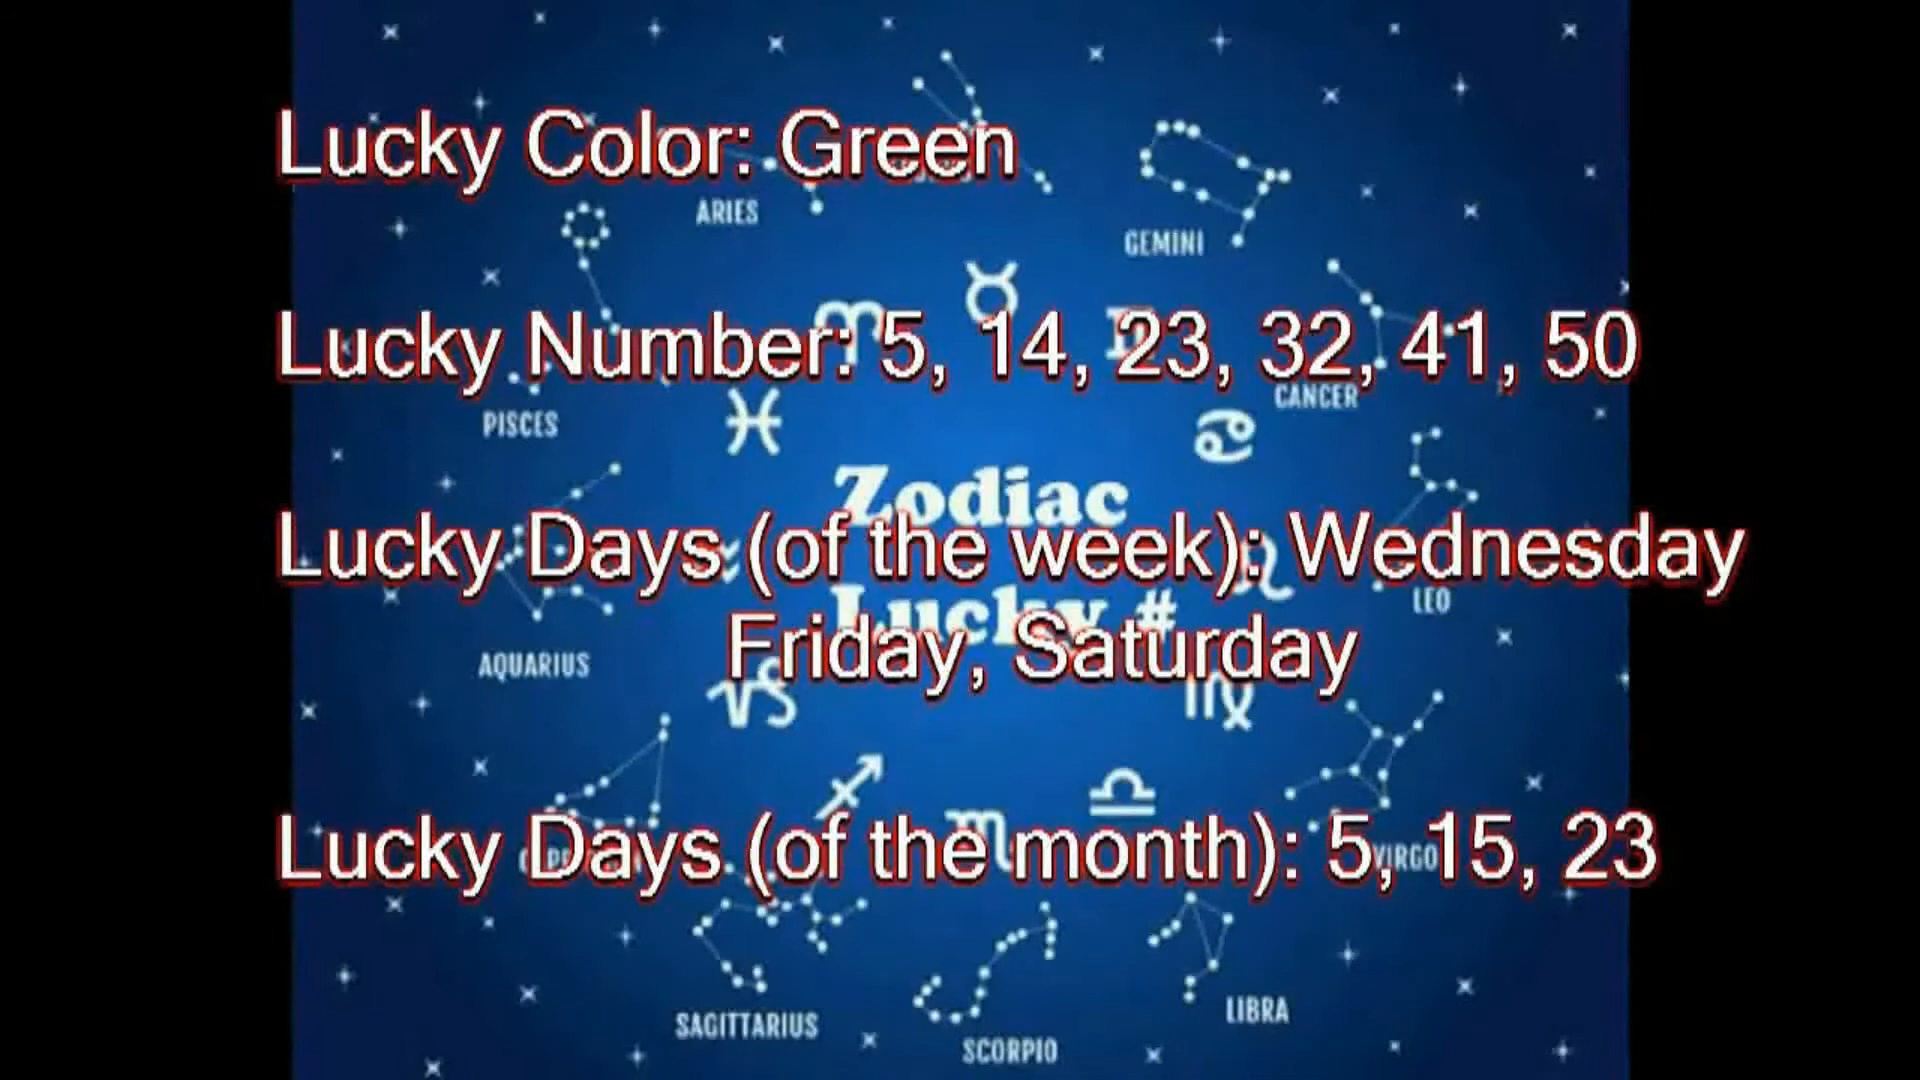 Lucky Color: Green
ARIES
GEMINI
Lucky Number: 5, 14, 23, 32, 41, 50
CANCER
PISCES
Zodiac
Lucky Days (of the week): Wednesday
LEO
Lucky #
Friday, Saturday
AQUARIUS
Lucky Days (of the month): 5, 15, 23
VIRGO
LIBRA
SAGITTARIUS
SCORPIO